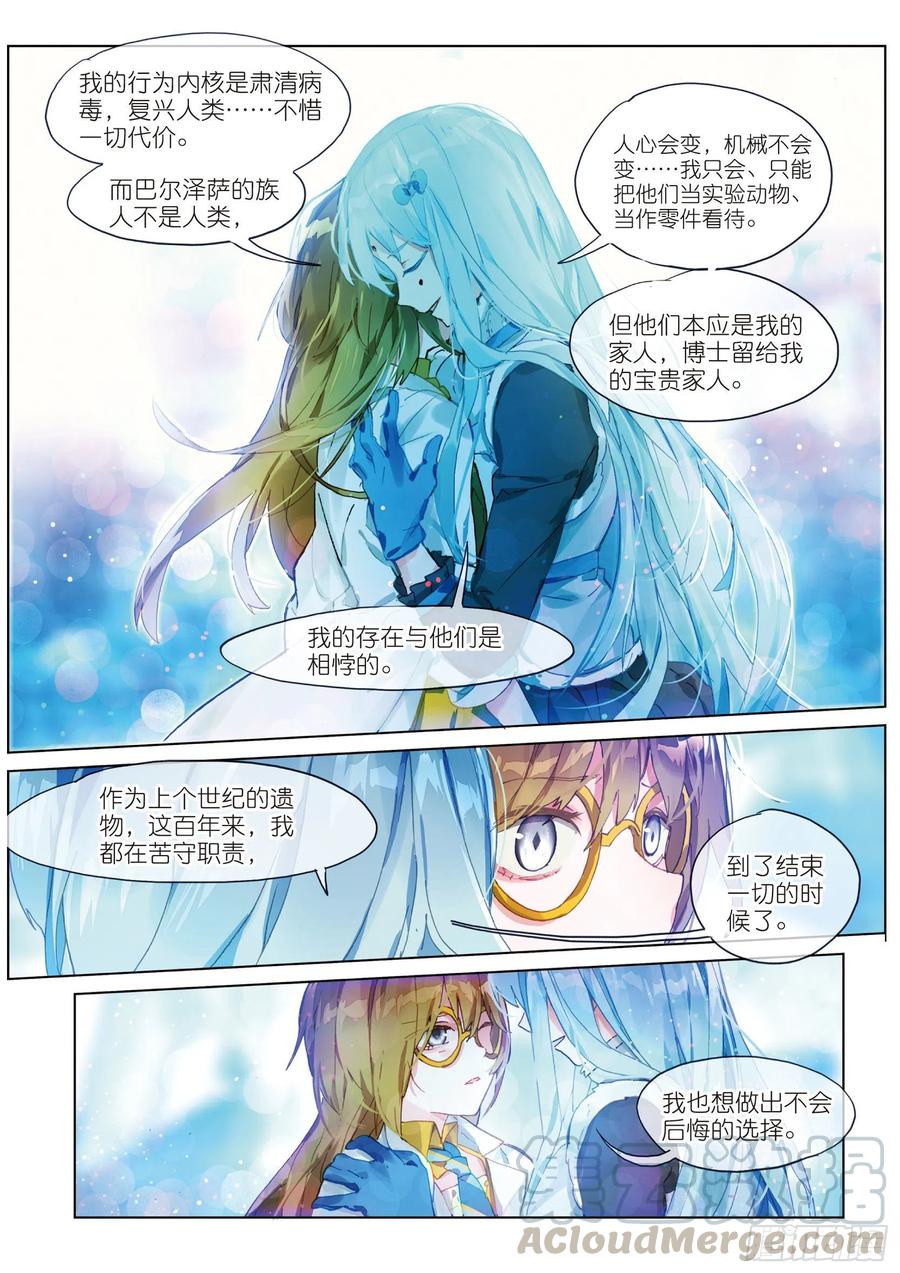 我的行为内核是肃清病
毒，复兴人类……不惜
一切代价。
而巴尔泽萨的族
人不是人类，
人心会变，机械不会
变……我只会、只能
把他们当实验动物、
当作零件看待。
但他们本应是我的
家人，博士留给我
的宝贵家人。
我的存在与他们是
相悖的。
作为上个世纪的遗
物，这百年来，我
都在苦守职责，
到了结束
一切的时
候了。
我也想做出不会
后悔的选择。
集云数据
ACloudMerge.com